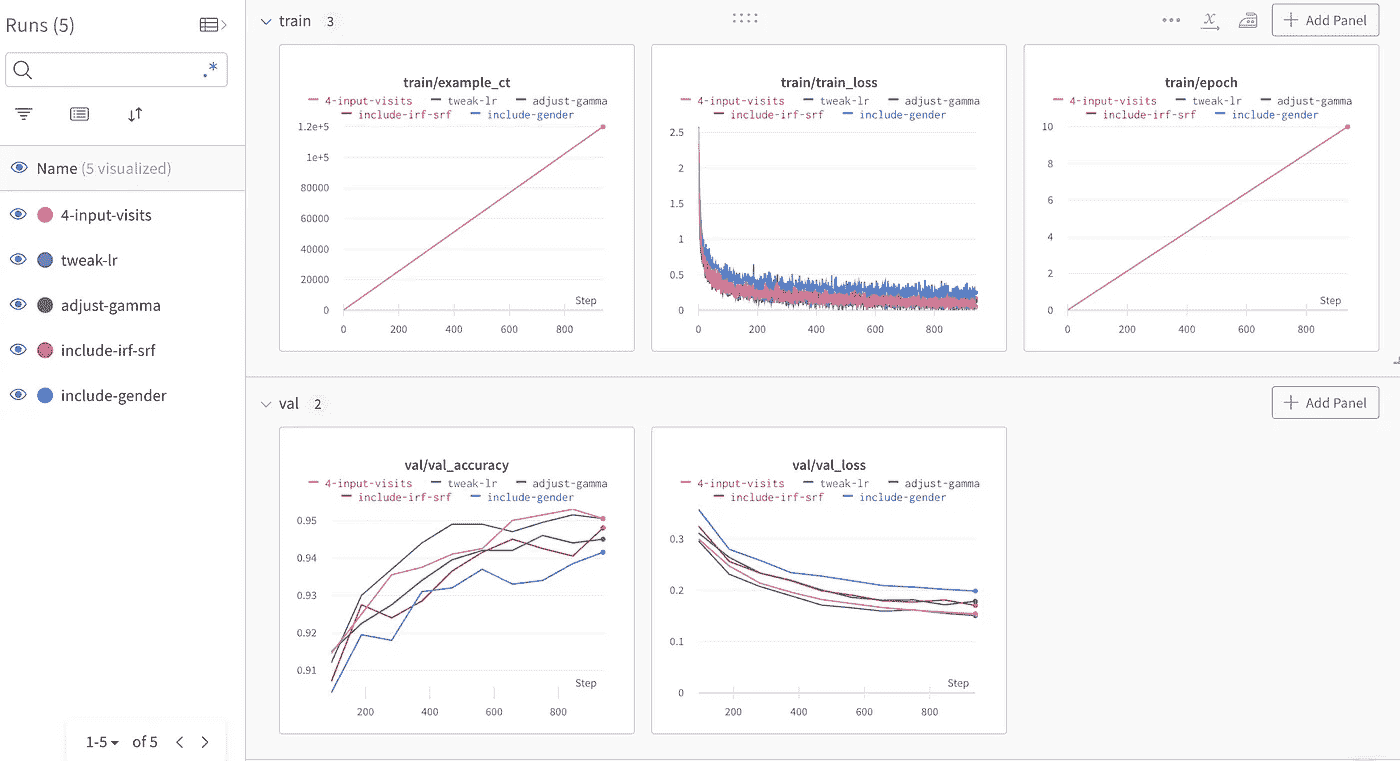 Runs (5)
.*
Name (5 visualized)
4-input-visits
tweak-lr
adjust-gamma
include-irf-srf
include-gender
1-5 of 5
train 3
Add Panel
train/example_ct
4-input-visits tweak-lr adjust-gamma
include-irf-srf include-gender
1.2e+5
1e+5
80000
60000
40000
20000
0
Step
0 200 400 600 800
train/train_loss
4-input-visits tweak-lr adjust-gamma
include-irf-srf include-gender
2.5
2
1.5
1
0.5
0
0 200 400 600 800
train/epoch
4-input-visits tweak-lr adjust-gamma
include-irf-srf include-gender
10
8
6
4
2
0
Step
0 200 400 600 800
val 2
Add Panel
val/val_accuracy
4-input-visits tweak-lr adjust-gamma
include-irf-srf include-gender
0.95
0.94
0.93
0.92
0.91
Step
200 400 600 800
val/val_loss
4-input-visits tweak-lr adjust-gamma
include-irf-srf include-gender
0.3
0.2
0.1
0
Step
200 400 600 800